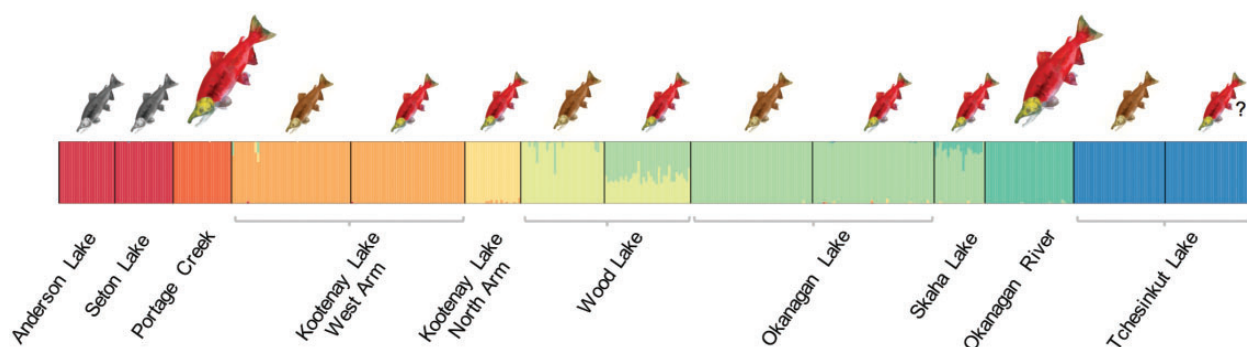 ?
Anderson Lake
Seton Lake
Portage Creek
Kootenay Lake
West Arm
Kootenay Lake
North Arm
Wood Lake
Okanagan Lake
Skaha Lake
Okanagan River
Tchesinkut Lake